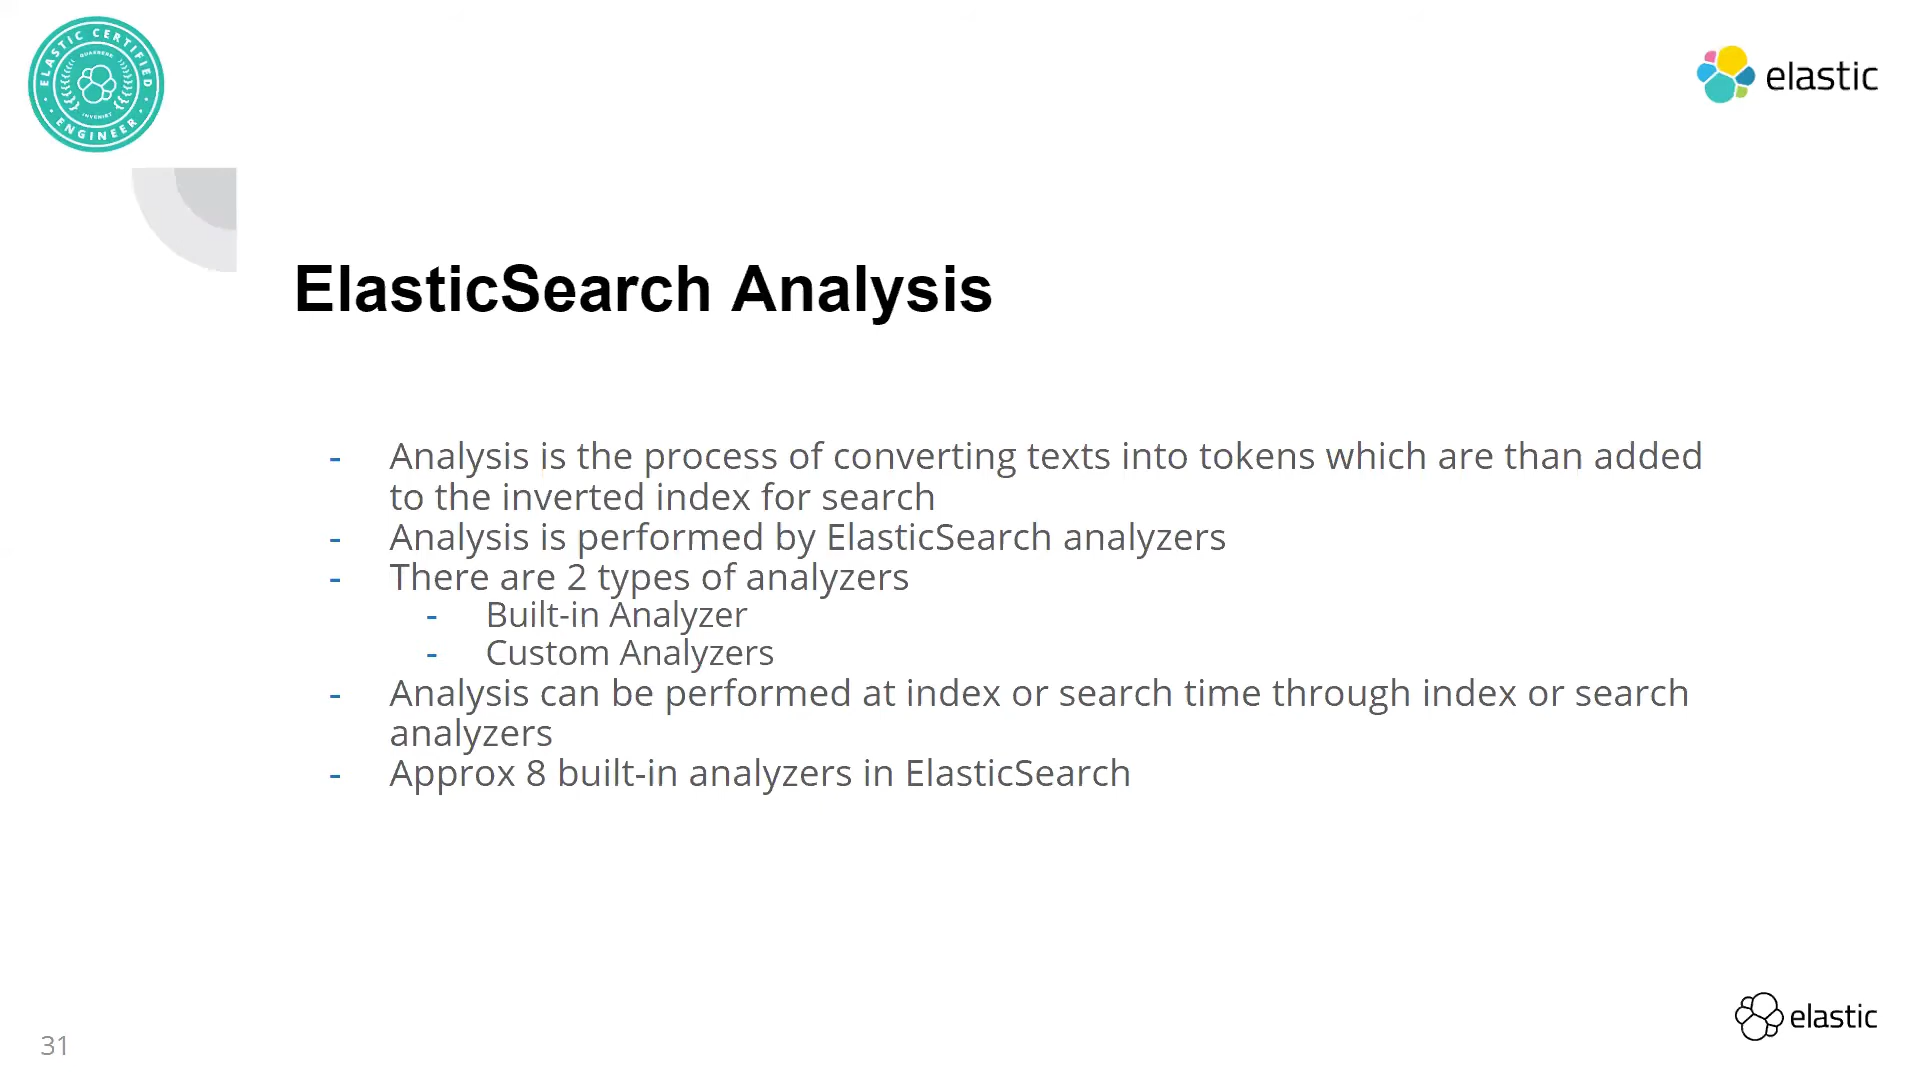 ELASTIC CERTIFIED
ENGINEER
elastic
ElasticSearch Analysis
- Analysis is the process of converting texts into tokens which are than added
to the inverted index for search
- Analysis is performed by ElasticSearch analyzers
- There are 2 types of analyzers
- Built-in Analyzer
- Custom Analyzers
- Analysis can be performed at index or search time through index or search
analyzers
- Approx 8 built-in analyzers in ElasticSearch
elastic
31